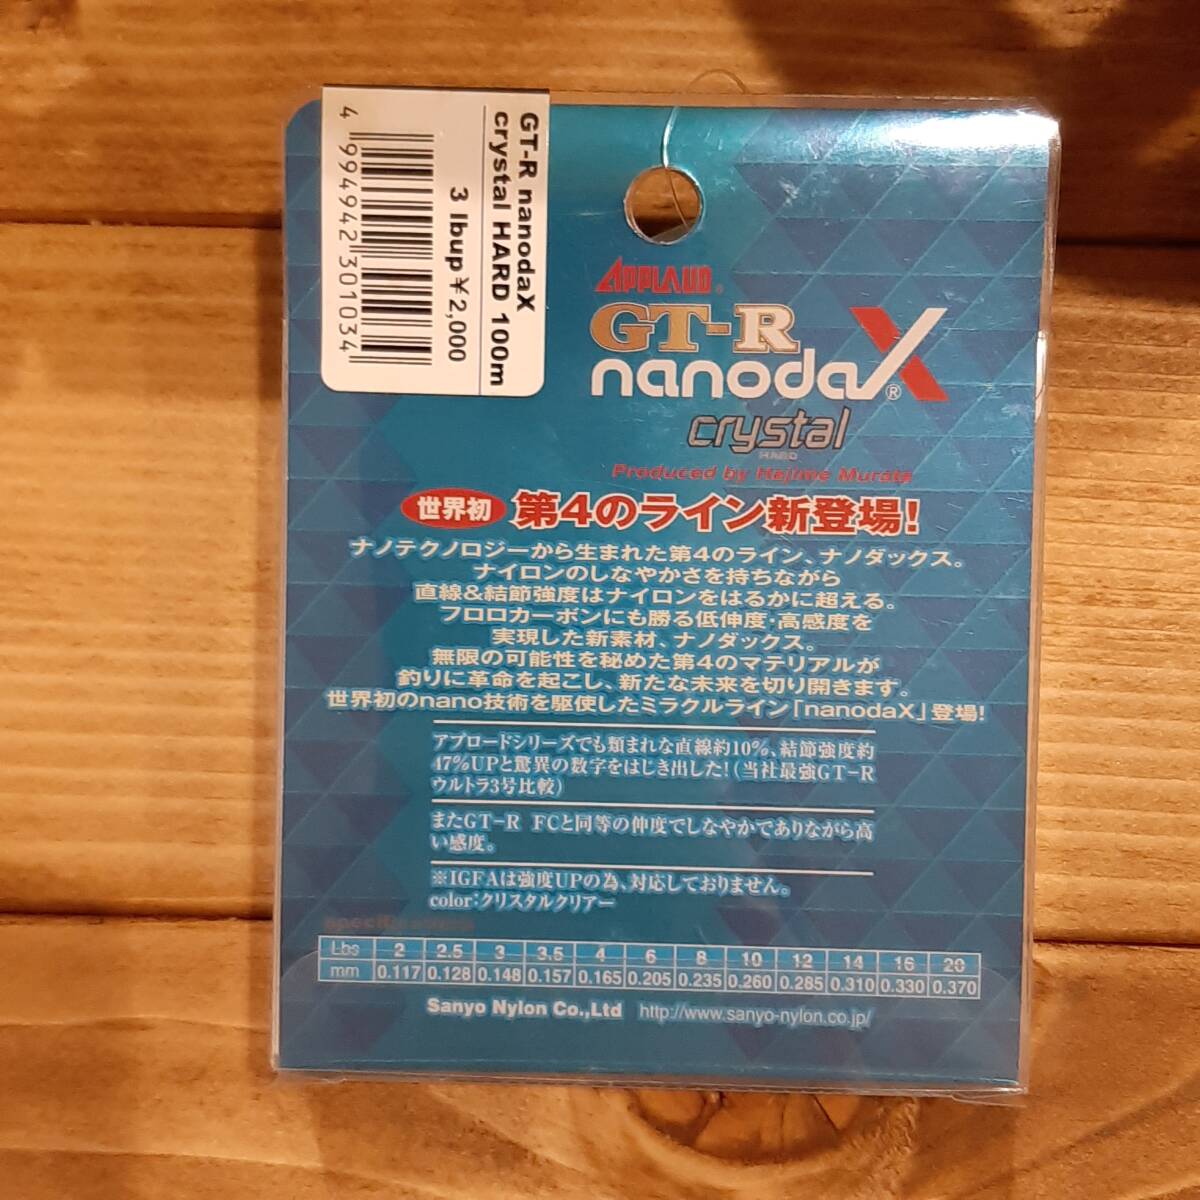 GT-R nanodaX
crystal HARD 100m
3 lbup ¥2,000
4 994942 301034
APPLAUD®
GT-R
nanodaX®
crystal
HARD
Produced by Hajime Murata
世界初 第4のライン新登場!
ナノテクノロジーから生まれた第4のライン、ナノダックス。
ナイロンのしなやかさを持ちながら
直線&結節強度はナイロンをはるかに超える。
フロロカーボンにも勝る低伸度・高感度を
実現した新素材、ナノダックス。
無限の可能性を秘めた第4のマテリアルが
釣りに革命を起こし、新たな未来を切り開きます。
世界初のnano技術を駆使したミラクルライン「nanodaX」登場!
アプロードシリーズでも類まれな直線約10%、結節強度約
47%UPと驚異の数字をはじき出した!(当社最強GT-R
ウルトラ3号比較)
またGT-R FCと同等の伸度でしなやかでありながら高
い感度。
※IGFAは強度UPの為、対応しておりません。
color:クリスタルクリアー
specifications
Lbs 2 2.5 3 3.5 4 6 8 10 12 14 16 20
mm 0.117 0.128 0.148 0.157 0.165 0.205 0.235 0.260 0.285 0.310 0.330 0.370
Sanyo Nylon Co.,Ltd http://www.sanyo-nylon.co.jp/